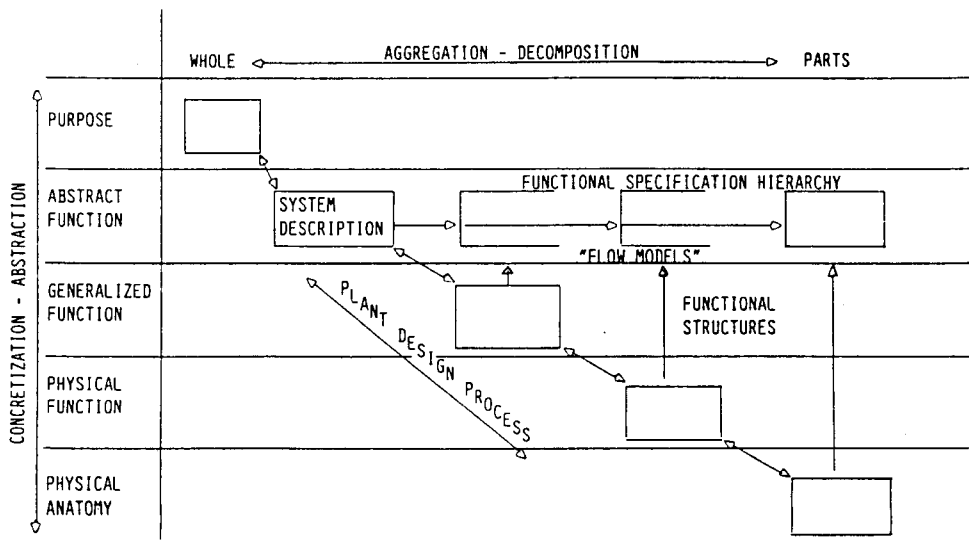 AGGREGATION - DECOMPOSITION
WHOLE
PARTS
CONCRETIZATION - ABSTRACTION
PURPOSE
ABSTRACT
FUNCTION
FUNCTIONAL SPECIFICATION HIERARCHY
SYSTEM
DESCRIPTION
"FLOW MODELS"
GENERALIZED
FUNCTION
FUNCTIONAL
STRUCTURES
PLANT DESIGN PROCESS
PHYSICAL
FUNCTION
PHYSICAL
ANATOMY